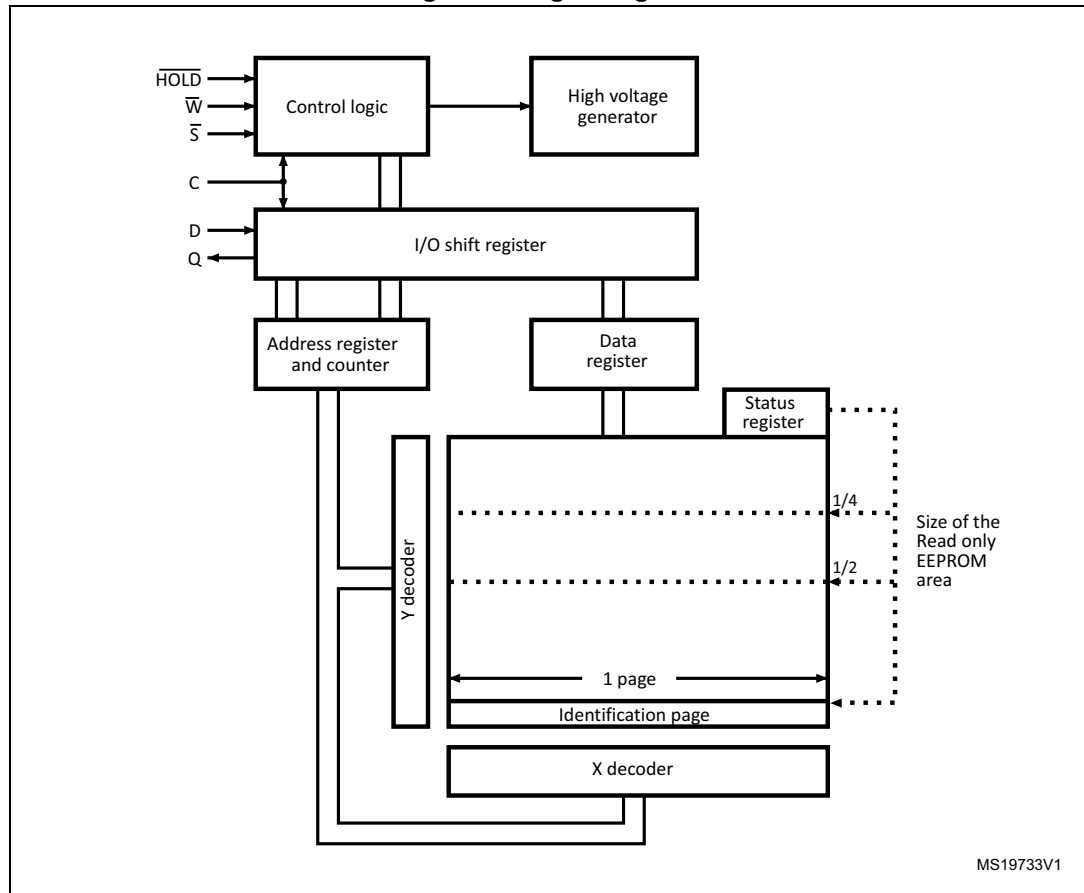 H̅O̅L̅D̅
W̅
S̅
C
D
Q
Control logic
High voltage
generator
I/O shift register
Address register
and counter
Data
register
Status
register
1/4
1/2
Size of the
Read only
EEPROM
area
Y decoder
1 page
Identification page
X decoder
MS19733V1